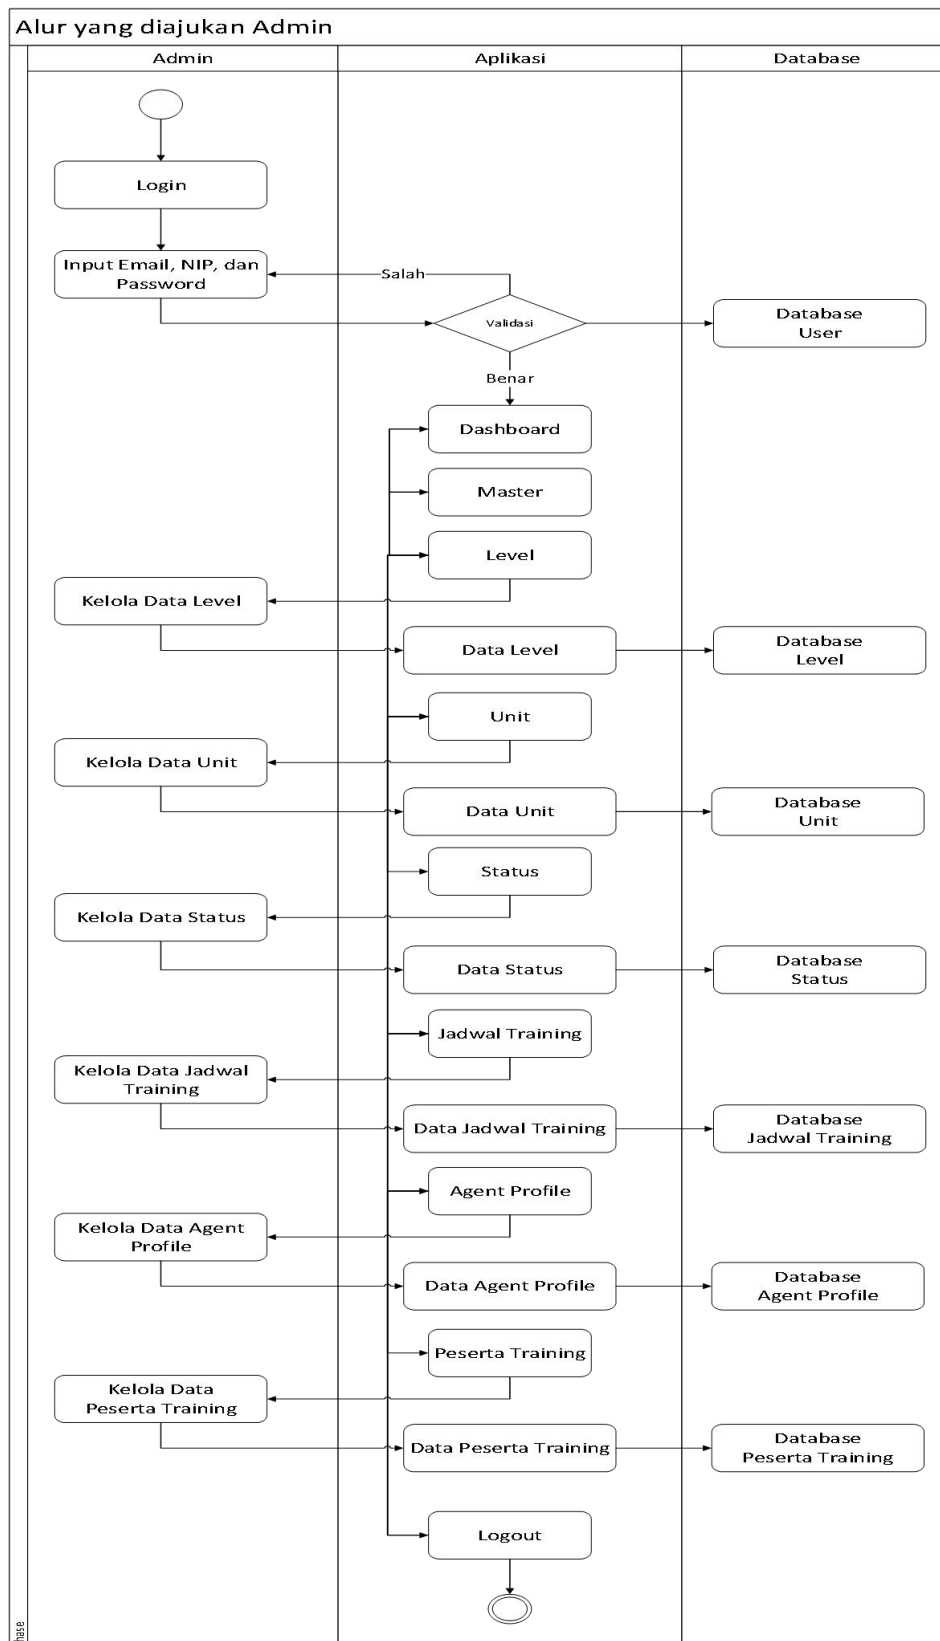 Alur yang diajukan Admin
Admin
Aplikasi
Database
Login
Input Email, NIP, dan
Password
Salah
Validasi
Database
User
Benar
Dashboard
Master
Level
Kelola Data Level
Data Level
Database
Level
Unit
Kelola Data Unit
Data Unit
Database
Unit
Status
Kelola Data Status
Data Status
Database
Status
Jadwal Training
Kelola Data Jadwal
Training
Data Jadwal Training
Database
Jadwal Training
Agent Profile
Kelola Data Agent
Profile
Data Agent Profile
Database
Agent Profile
Peserta Training
Kelola Data
Peserta Training
Data Peserta Training
Database
Peserta Training
Logout
hase